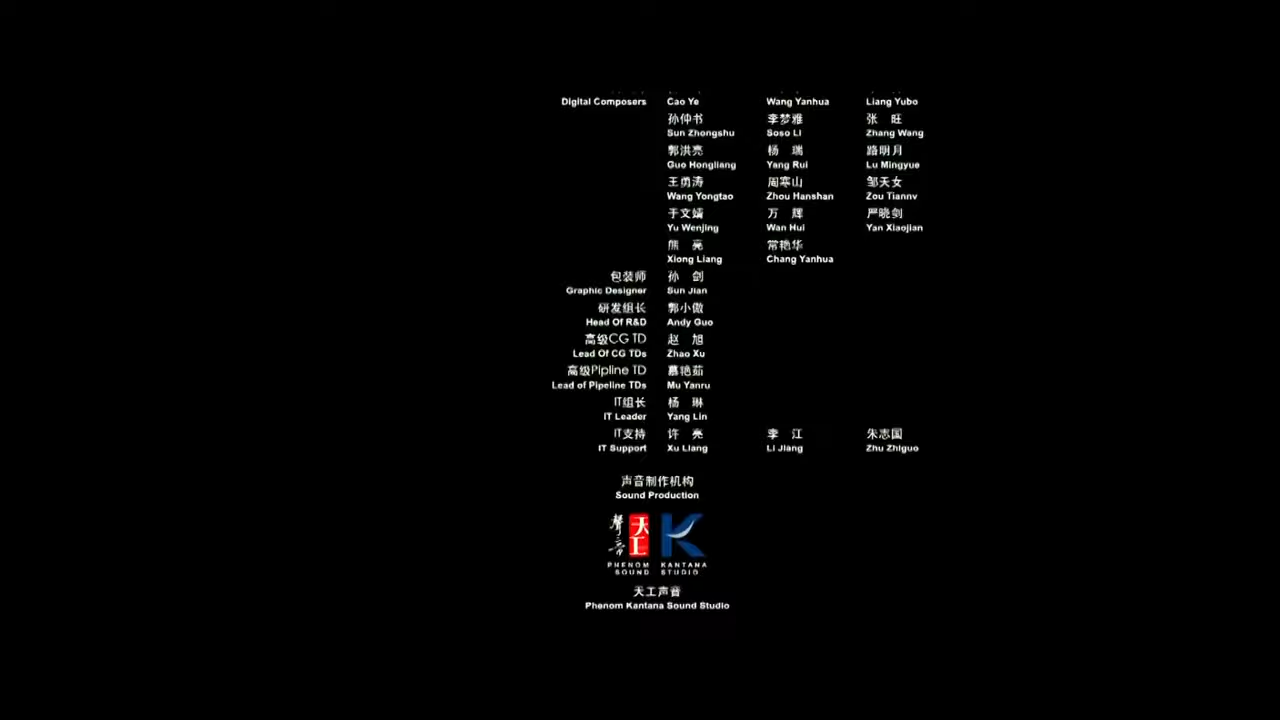 Digital Composers Cao Ye Wang Yanhua Liang Yubo
孙仲书 李梦雅 张 旺
Sun Zhongshu Soso Li Zhang Wang
郭洪亮 杨 瑞 路明月
Guo Hongliang Yang Rui Lu Mingyue
王勇涛 周寒山 邹天女
Wang Yongtao Zhou Hanshan Zou Tiannv
于文婧 万 辉 严晓剑
Yu Wenjing Wan Hui Yan Xiaojian
熊 亮 常艳华
Xiong Liang Chang Yanhua
包装师 孙 剑
Graphic Designer Sun Jian
研发组长 郭小傲
Head Of R&D Andy Guo
高级CG TD 赵 旭
Lead Of CG TDs Zhao Xu
高级Pipline TD 慕艳茹
Lead of Pipeline TDs Mu Yanru
IT组长 杨 琳
IT Leader Yang Lin
IT支持 许 亮 李 江 朱志国
IT Support Xu Liang Li Jiang Zhu Zhiguo
声音制作机构
Sound Production
聲音 天工 K
PHENOM SOUND KANTANA STUDIO
天工声音
Phenom Kantana Sound Studio